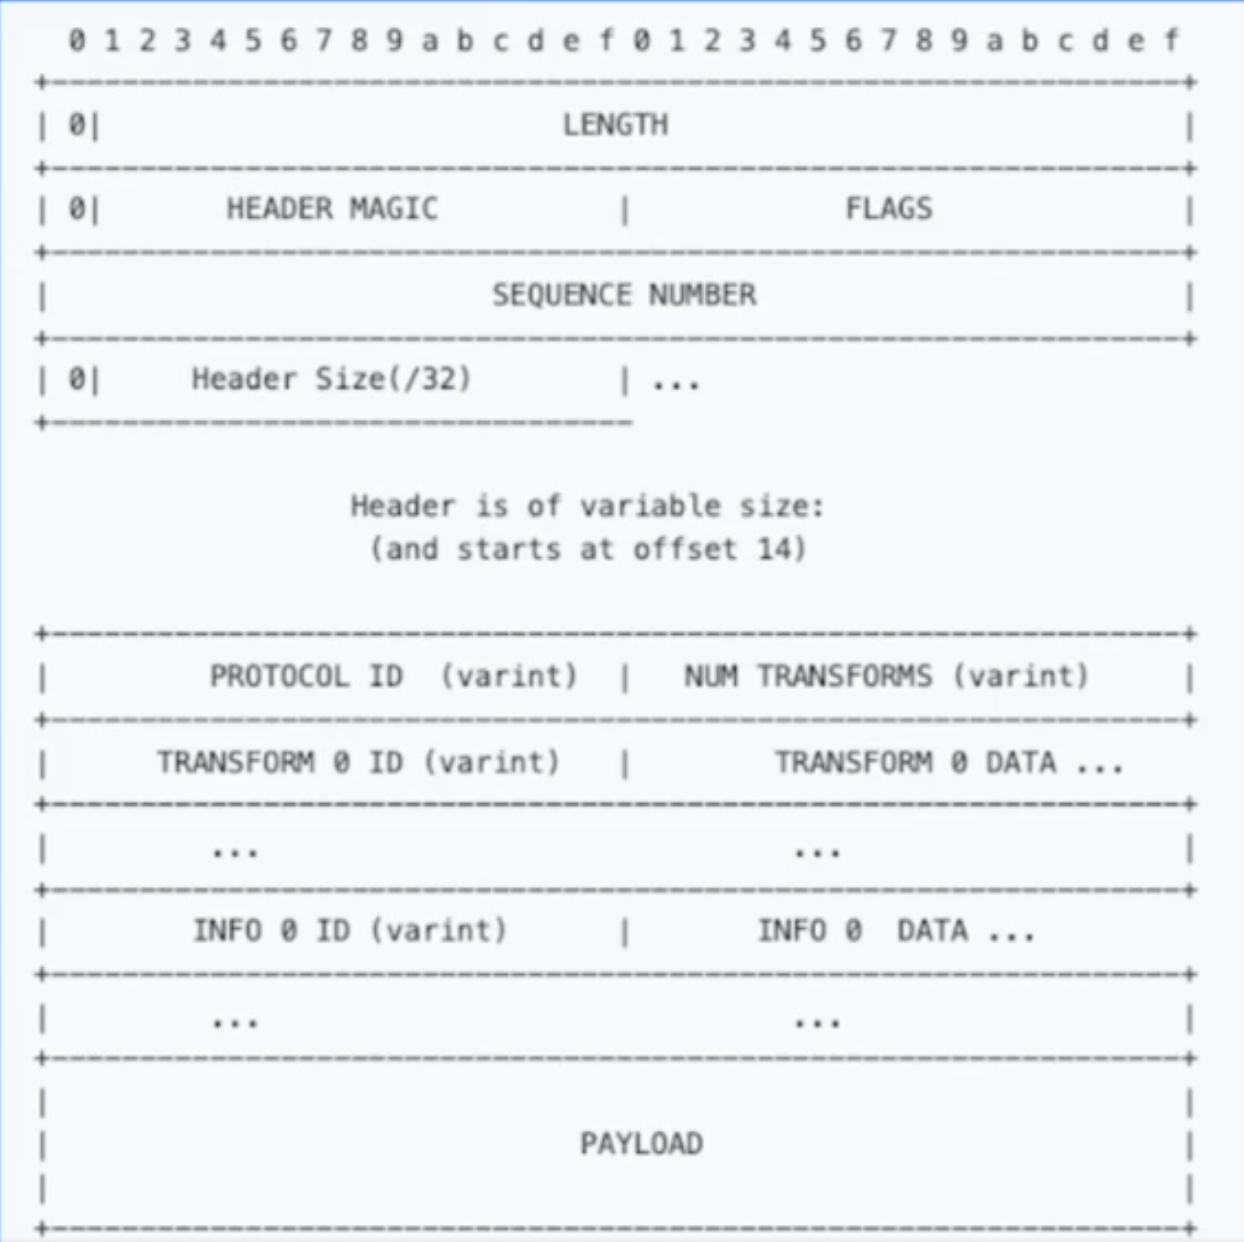 0 1 2 3 4 5 6 7 8 9 a b c d e f 0 1 2 3 4 5 6 7 8 9 a b c d e f
+----------------------------------------------------------------+
| 0| LENGTH |
+----------------------------------------------------------------+
| 0| HEADER MAGIC | FLAGS |
+----------------------------------------------------------------+
| SEQUENCE NUMBER |
+----------------------------------------------------------------+
| 0| Header Size(/32) | ...
+---------------------------------
Header is of variable size:
(and starts at offset 14)
+----------------------------------------------------------------+
| PROTOCOL ID (varint) | NUM TRANSFORMS (varint) |
+----------------------------------------------------------------+
| TRANSFORM 0 ID (varint) | TRANSFORM 0 DATA ...
+----------------------------------------------------------------+
| ... ... |
+----------------------------------------------------------------+
| INFO 0 ID (varint) | INFO 0 DATA ...
+----------------------------------------------------------------+
| ... ... |
+----------------------------------------------------------------+
| |
| PAYLOAD |
| |
+----------------------------------------------------------------+